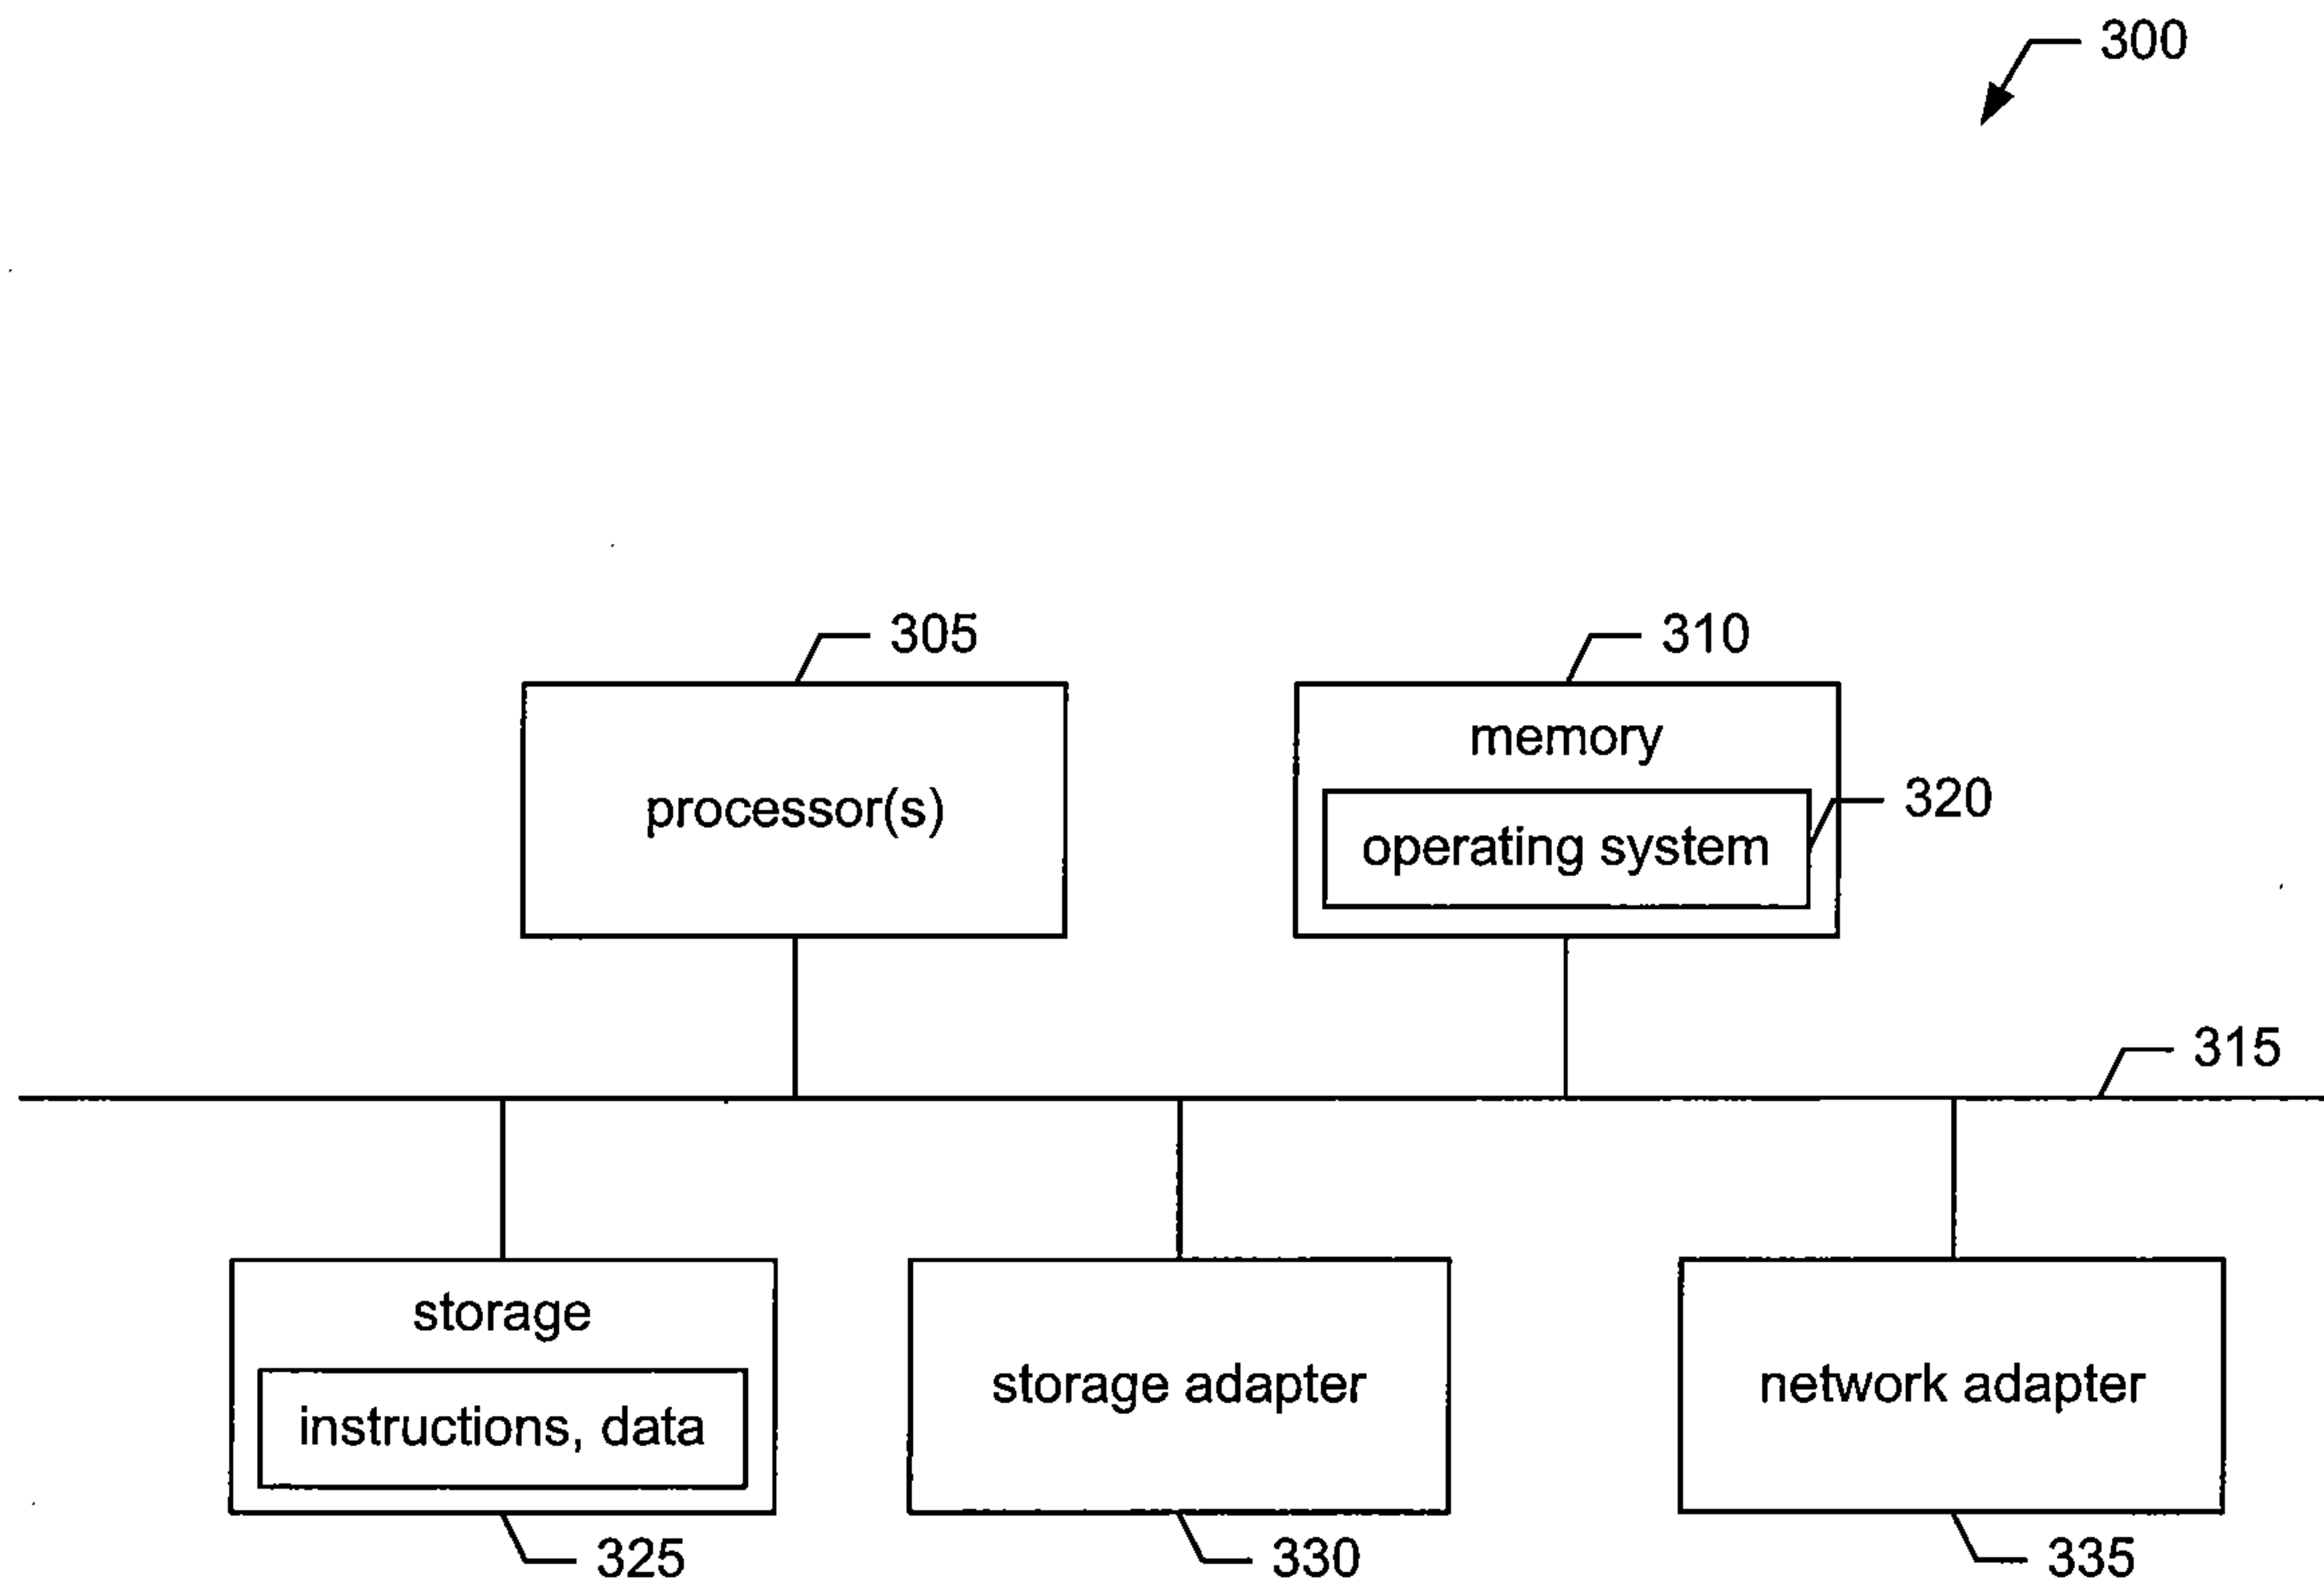 300
305
310
processor(s)
memory
320
operating system
315
storage
instructions, data
storage adapter
network adapter
325
330
335